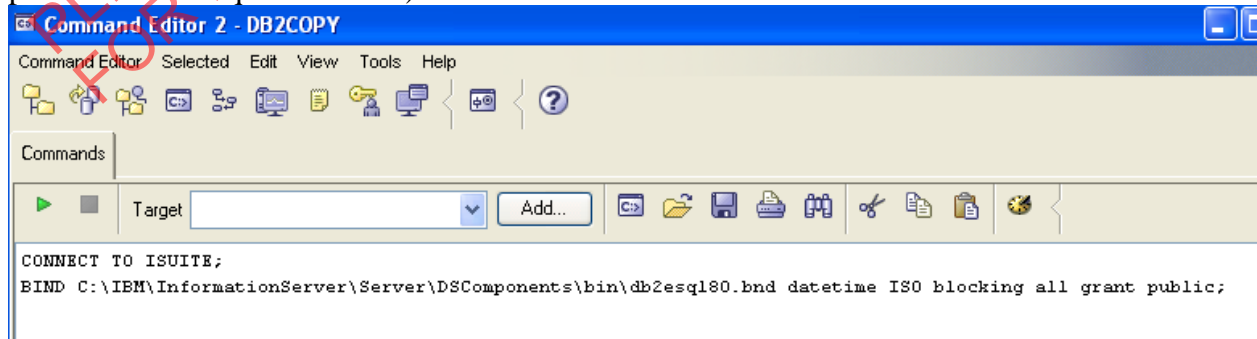 Command Editor 2 - DB2COPY
Command Editor Selected Edit View Tools Help
Commands
Target Add...
CONNECT TO ISUITE;
BIND C:\IBM\InformationServer\Server\DSComponents\bin\db2esql80.bnd datetime ISO blocking all grant public;